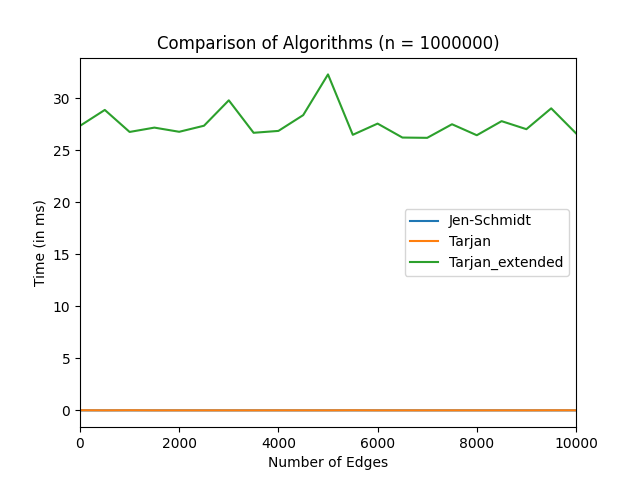 Comparison of Algorithms (n = 1000000)
Time (in ms)
30
25
20
15
10
5
0
Jen-Schmidt
Tarjan
Tarjan_extended
0 2000 4000 6000 8000 10000
Number of Edges